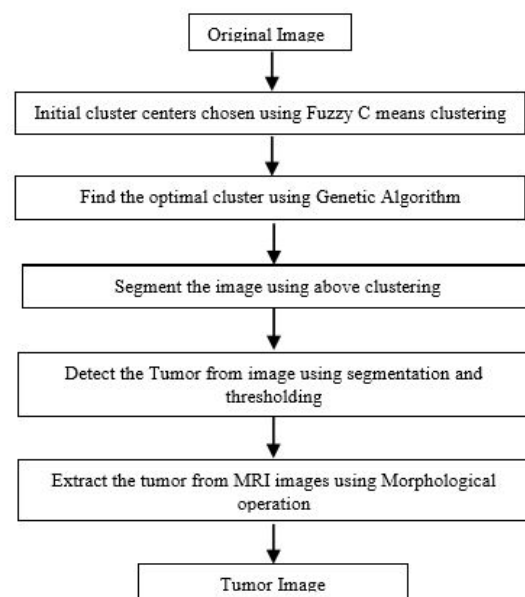 Original Image
Initial cluster centers chosen using Fuzzy C means clustering
Find the optimal cluster using Genetic Algorithm
Segment the image using above clustering
Detect the Tumor from image using segmentation and
thresholding
Extract the tumor from MRI images using Morphological
operation
Tumor Image